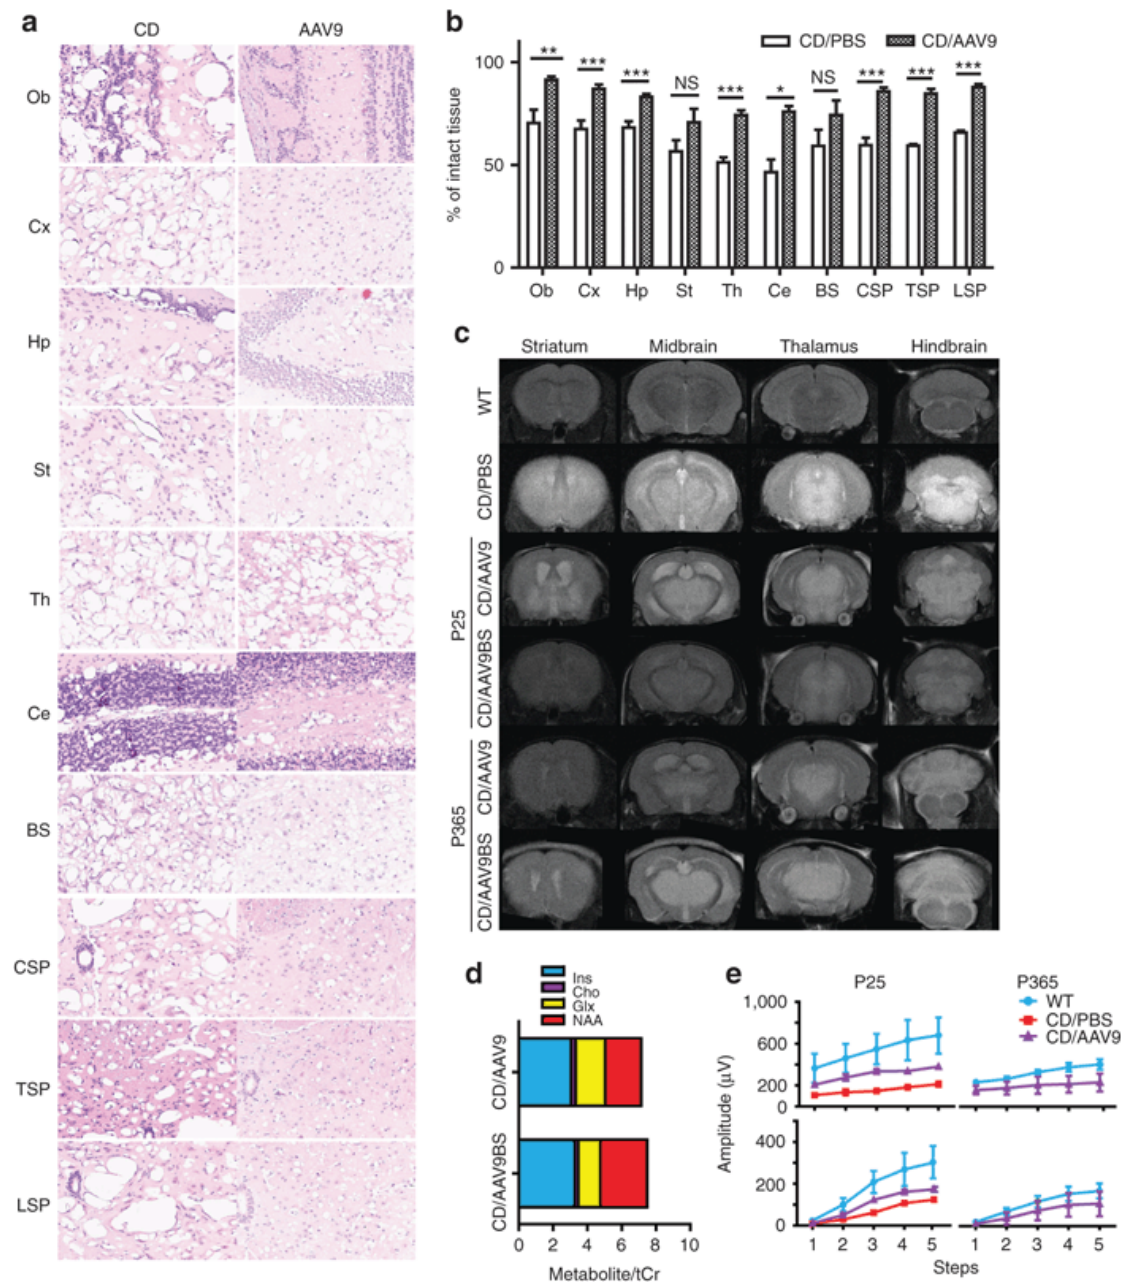 a
CD AAV9
Ob
Cx
Hp
St
Th
Ce
BS
CSP
TSP
LSP
b
CD/PBS CD/AAV9
% of intact tissue
100
50
0
** *** *** NS *** * NS *** *** ***
Ob Cx Hp St Th Ce BS CSP TSP LSP
c
Striatum Midbrain Thalamus Hindbrain
WT
CD/PBS
P25
CD/AAV9
CD/AAV9BS
P365
CD/AAV9
CD/AAV9BS
d
Ins
Cho
Glx
NAA
CD/AAV9
CD/AAV9BS
0 2 4 6 8 10
Metabolite/tCr
e
P25 P365
WT
CD/PBS
CD/AAV9
Amplitude (μV)
1,000
600
200
0
400
200
0
1 2 3 4 5 1 2 3 4 5
Steps